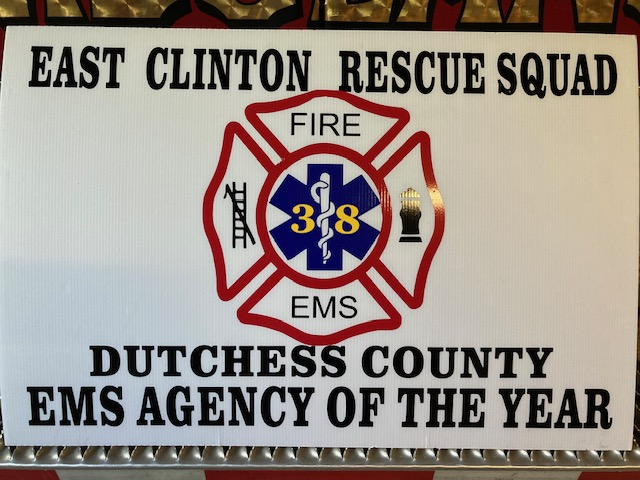 EAST CLINTON RESCUE SQUAD
FIRE
38
EMS
DUTCHESS COUNTY
EMS AGENCY OF THE YEAR